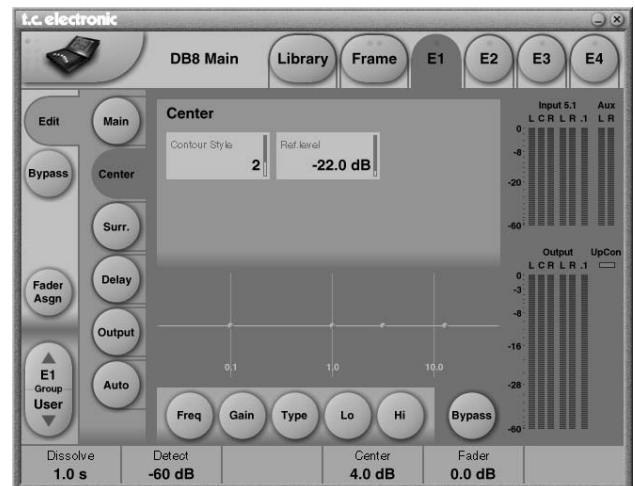 t.c. electronic
DB8 Main
Library
Frame
E1
E2
E3
E4
Edit
Bypass
Fader
Asgn
E1
Group
User
Main
Center
Surr.
Delay
Output
Auto
Center
Contour Style
2
Ref.level
-22.0 dB
0,1
1.0
10.0
Freq
Gain
Type
Lo
Hi
Bypass
Input 5.1
Aux
L C R L R .1
L R
0
-8
-20
-60
Output
UpCon
L C R L R .1
0
-3
-8
-16
-28
-60
Dissolve
1.0 s
Detect
-60 dB
Center
4.0 dB
Fader
0.0 dB